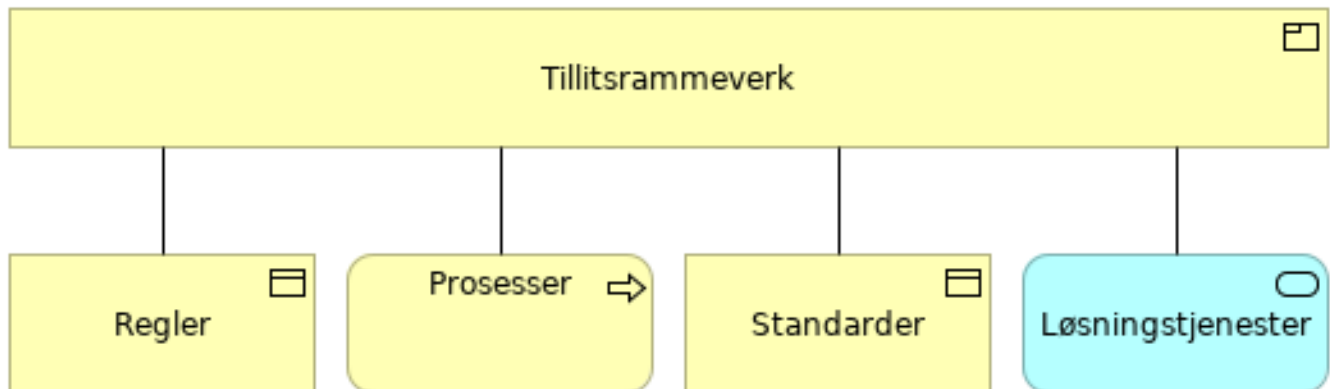 Tillitsrammeverk
Regler
Prosesser
Standarder
Løsningstjenester